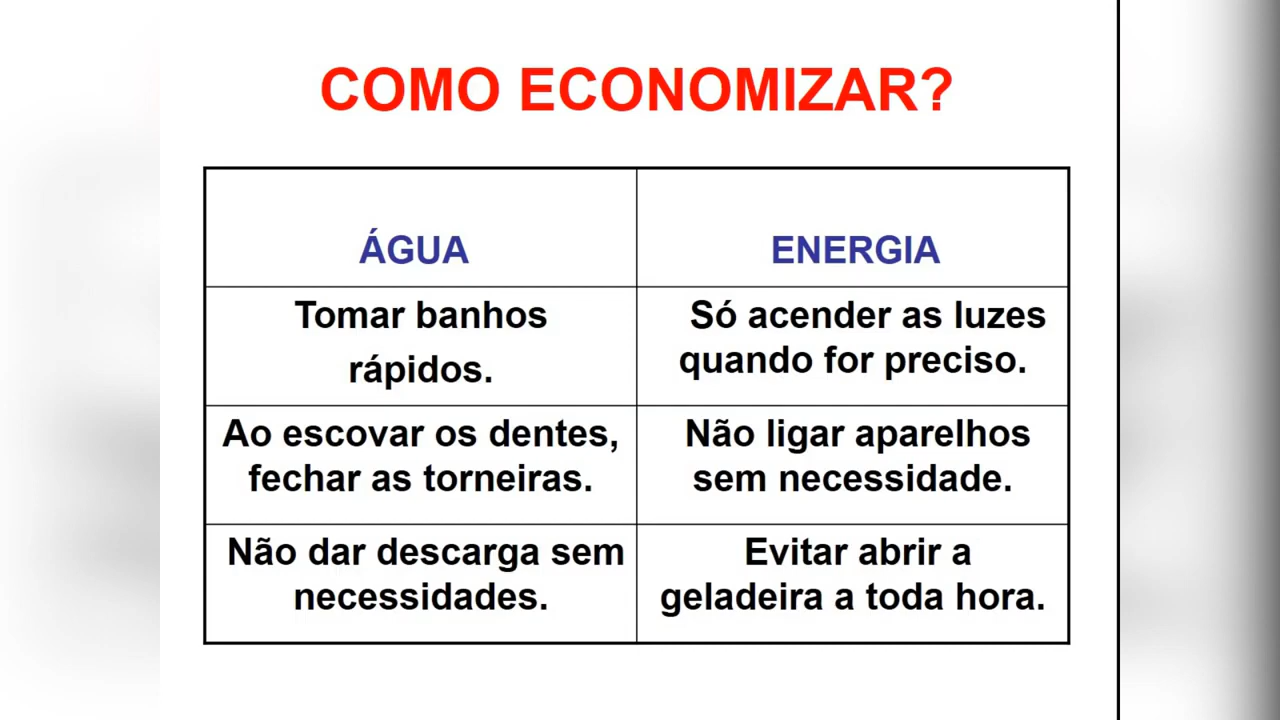 COMO ECONOMIZAR?
ÁGUA
ENERGIA
Tomar banhos
rápidos.
Só acender as luzes
quando for preciso.
Ao escovar os dentes,
fechar as torneiras.
Não ligar aparelhos
sem necessidade.
Não dar descarga sem
necessidades.
Evitar abrir a
geladeira a toda hora.